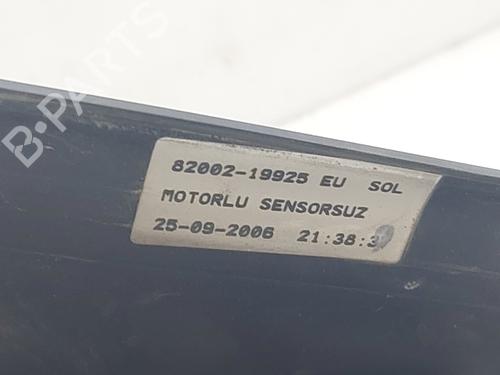 B-PARTS
82002-19925 EU SOL
MOTORLU SENSORSUZ
25-09-2006 21:38:3